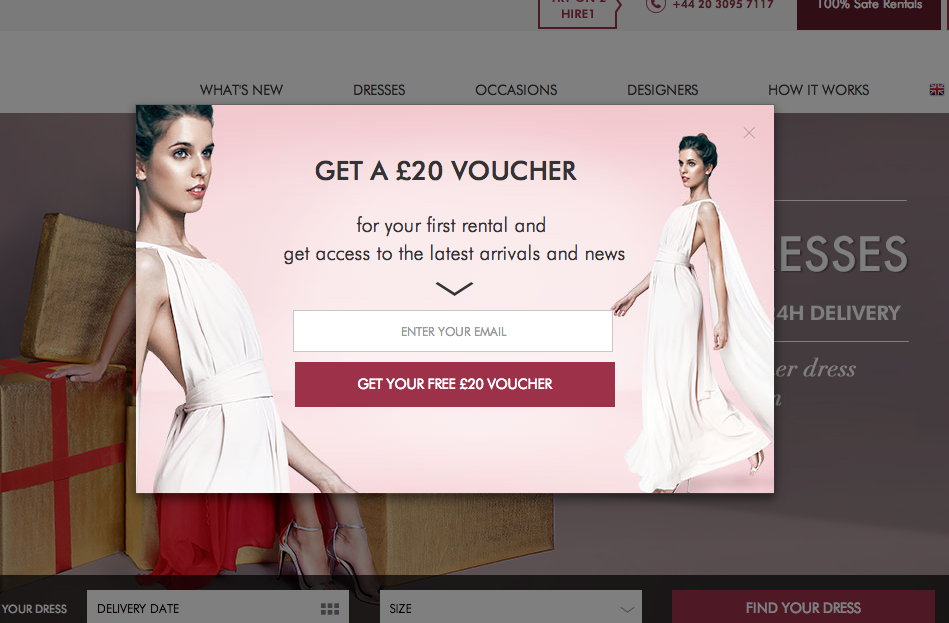 HIRE1
+44 20 3095 7117
100% Safe Rentals
WHAT'S NEW
DRESSES
OCCASIONS
DESIGNERS
HOW IT WORKS
GET A £20 VOUCHER
for your first rental and
get access to the latest arrivals and news
ENTER YOUR EMAIL
GET YOUR FREE £20 VOUCHER
ESSES
4H DELIVERY
er dress
YOUR DRESS
DELIVERY DATE
SIZE
FIND YOUR DRESS